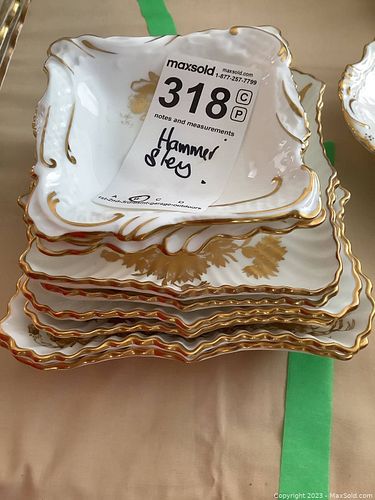 maxsold maxsold.com
1-877-257-7799
318 C
P
notes and measurements
Hammer
sley.
A B C D
Copyright 2023 - MaxSold.com